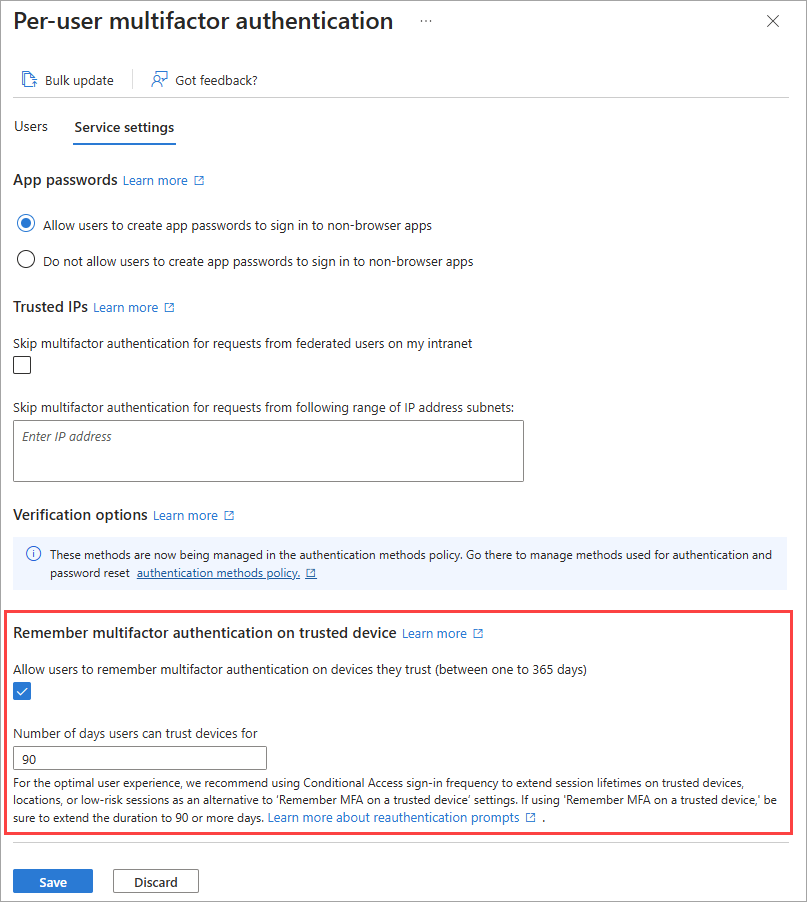 Per-user multifactor authentication ...
Bulk update Got feedback?
Users Service settings
App passwords Learn more
Allow users to create app passwords to sign in to non-browser apps
Do not allow users to create app passwords to sign in to non-browser apps
Trusted IPs Learn more
Skip multifactor authentication for requests from federated users on my intranet
Skip multifactor authentication for requests from following range of IP address subnets:
Enter IP address
Verification options Learn more
These methods are now being managed in the authentication methods policy. Go there to manage methods used for authentication and
password reset authentication methods policy.
Remember multifactor authentication on trusted device Learn more
Allow users to remember multifactor authentication on devices they trust (between one to 365 days)
Number of days users can trust devices for
90
For the optimal user experience, we recommend using Conditional Access sign-in frequency to extend session lifetimes on trusted devices,
locations, or low-risk sessions as an alternative to 'Remember MFA on a trusted device' settings. If using 'Remember MFA on a trusted device,' be
sure to extend the duration to 90 or more days. Learn more about reauthentication prompts .
Save Discard